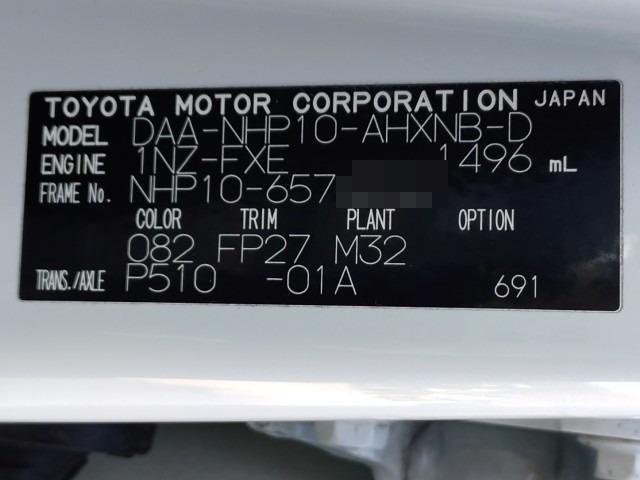 TOYOTA MOTOR CORPORATION JAPAN
MODEL DAA-NHP10-AHXNB-D
ENGINE 1NZ-FXE 1496 mL
FRAME No. NHP10-657
COLOR TRIM PLANT OPTION
082 FP27 M32
TRANS./AXLE P510 -01A 691